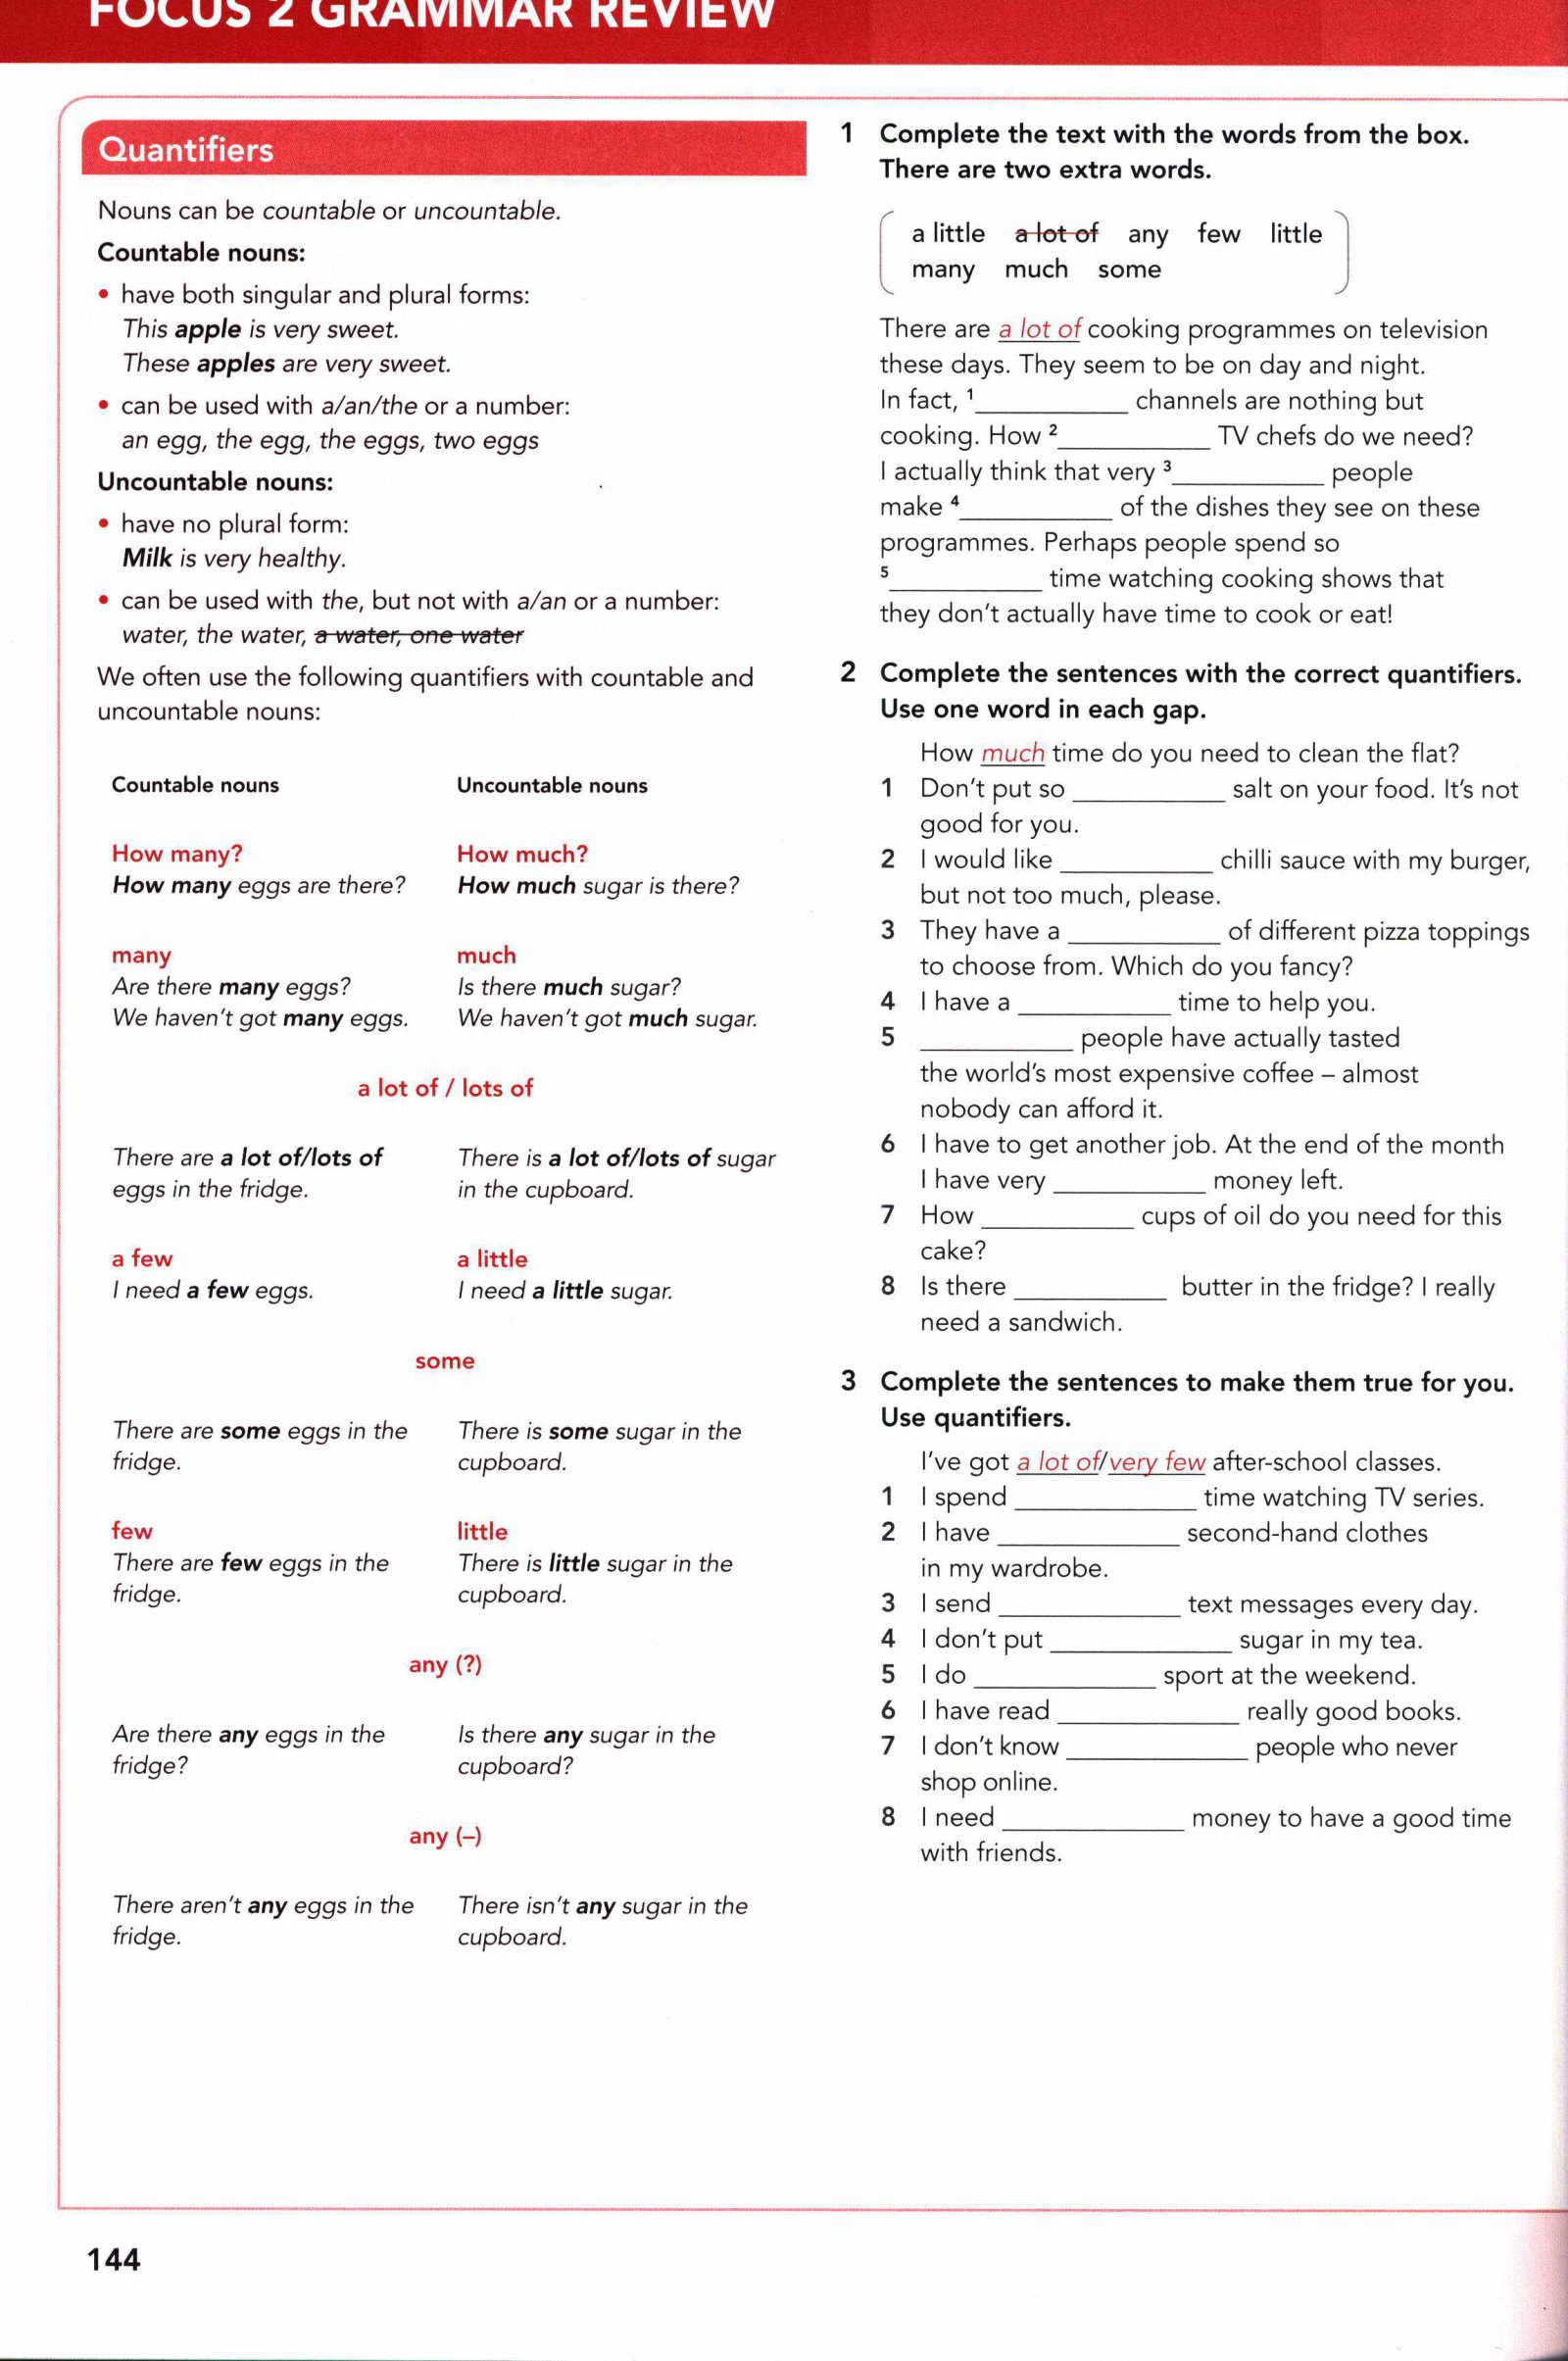 FOCUS 2 GRAMMAR REVIEW
Quantifiers
Nouns can be countable or uncountable.
Countable nouns:
• have both singular and plural forms:
This apple is very sweet.
These apples are very sweet.
• can be used with a/an/the or a number:
an egg, the egg, the eggs, two eggs
Uncountable nouns:
• have no plural form:
Milk is very healthy.
• can be used with the, but not with a/an or a number:
water, the water, a water, one water
We often use the following quantifiers with countable and
uncountable nouns:
Countable nouns Uncountable nouns
How many? How much?
How many eggs are there? How much sugar is there?
many much
Are there many eggs? Is there much sugar?
We haven't got many eggs. We haven't got much sugar.
a lot of / lots of
There are a lot of/lots of There is a lot of/lots of sugar
eggs in the fridge. in the cupboard.
a few a little
I need a few eggs. I need a little sugar.
some
There are some eggs in the There is some sugar in the
fridge. cupboard.
few little
There are few eggs in the There is little sugar in the
fridge. cupboard.
any (?)
Are there any eggs in the Is there any sugar in the
fridge? cupboard?
any (–)
There aren't any eggs in the There isn't any sugar in the
fridge. cupboard.
1 Complete the text with the words from the box.
There are two extra words.
a little a lot of any few little
many much some
There are a lot of cooking programmes on television
these days. They seem to be on day and night.
In fact, 1____________ channels are nothing but
cooking. How 2____________ TV chefs do we need?
I actually think that very 3____________ people
make 4____________ of the dishes they see on these
programmes. Perhaps people spend so
5____________ time watching cooking shows that
they don't actually have time to cook or eat!
2 Complete the sentences with the correct quantifiers.
Use one word in each gap.
How much time do you need to clean the flat?
1 Don't put so ____________ salt on your food. It's not
good for you.
2 I would like ____________ chilli sauce with my burger,
but not too much, please.
3 They have a ____________ of different pizza toppings
to choose from. Which do you fancy?
4 I have a ____________ time to help you.
5 ____________ people have actually tasted
the world's most expensive coffee – almost
nobody can afford it.
6 I have to get another job. At the end of the month
I have very ____________ money left.
7 How ____________ cups of oil do you need for this
cake?
8 Is there ____________ butter in the fridge? I really
need a sandwich.
3 Complete the sentences to make them true for you.
Use quantifiers.
I've got a lot of/very few after-school classes.
1 I spend ______________ time watching TV series.
2 I have ______________ second-hand clothes
in my wardrobe.
3 I send ______________ text messages every day.
4 I don't put ______________ sugar in my tea.
5 I do ______________ sport at the weekend.
6 I have read ______________ really good books.
7 I don't know ______________ people who never
shop online.
8 I need ______________ money to have a good time
with friends.
144